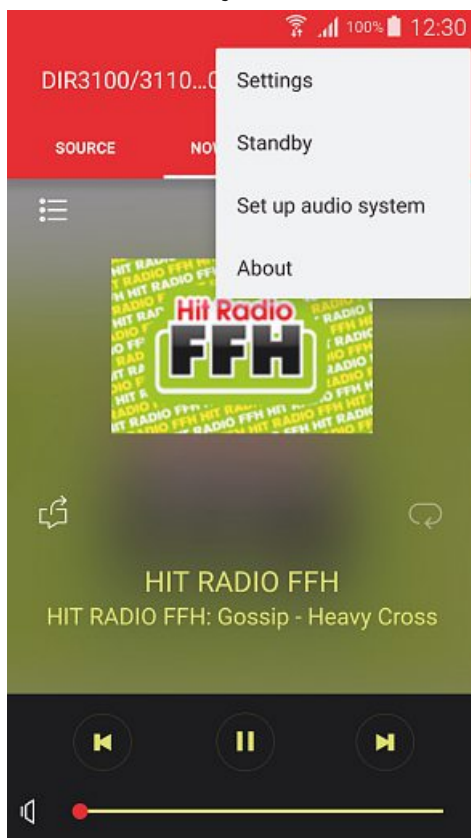 100% 12:30
DIR3100/3110...0
Settings
Standby
SOURCE
Set up audio system
About
Hit Radio
FFH
HIT RADIO FFH
HIT RADIO FFH: Gossip - Heavy Cross